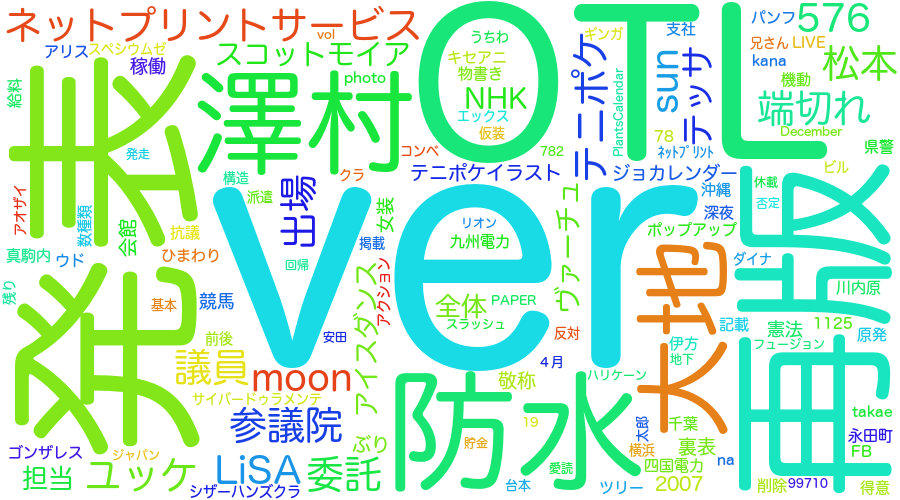 ネットプリントサービス
vol
うちわ
OTL
支社
パンフ
576
アリス
スペシウムゼ
スコットモイア
キセアニ
ギンガ
兄さん
LIVE
松本
稼働
物書き
テニポケ
sun
kana
給料
photo
NHK
テッサ
機動
表
澤村
エックス
PlantsCalendar
端切れ
仮装
78
December
発走
コンベ
782
ﾈｯﾄﾌﾟﾘﾝﾄ
県警
ビル
構造
クラ
テニポケイラスト
ジョカレンダー
休載
派遣
沖縄
否定
アオザイ
数種類
会館
出場
女装
Ver
リオン
ヴァーチュ
深夜
再版
抗議
掲載
九州電力
ポップアップ
真駒内
ウド
ひまわり
回帰
アクション
大地
ダイナ
残り
発
基本
競馬
全体
PAPER
川内原
スラッシュ
記載
憲法
1125
前後
安田
アイスダンス
反対
伊方
フュージョン
原発
議員
moon
4月
地下
防水
敬称
ハリケーン
サイバードゥラメンテ
takae
参議院
19
太郎
千葉
永田町
ゴンザレス
ジャパン
ぶり
貯金
横浜
裏表
FB
担当
ユッケ
LiSA
委託
愛読
四国電力
na
シザーハンズクラ
台本
ツリー
2007
削除
99710
得意